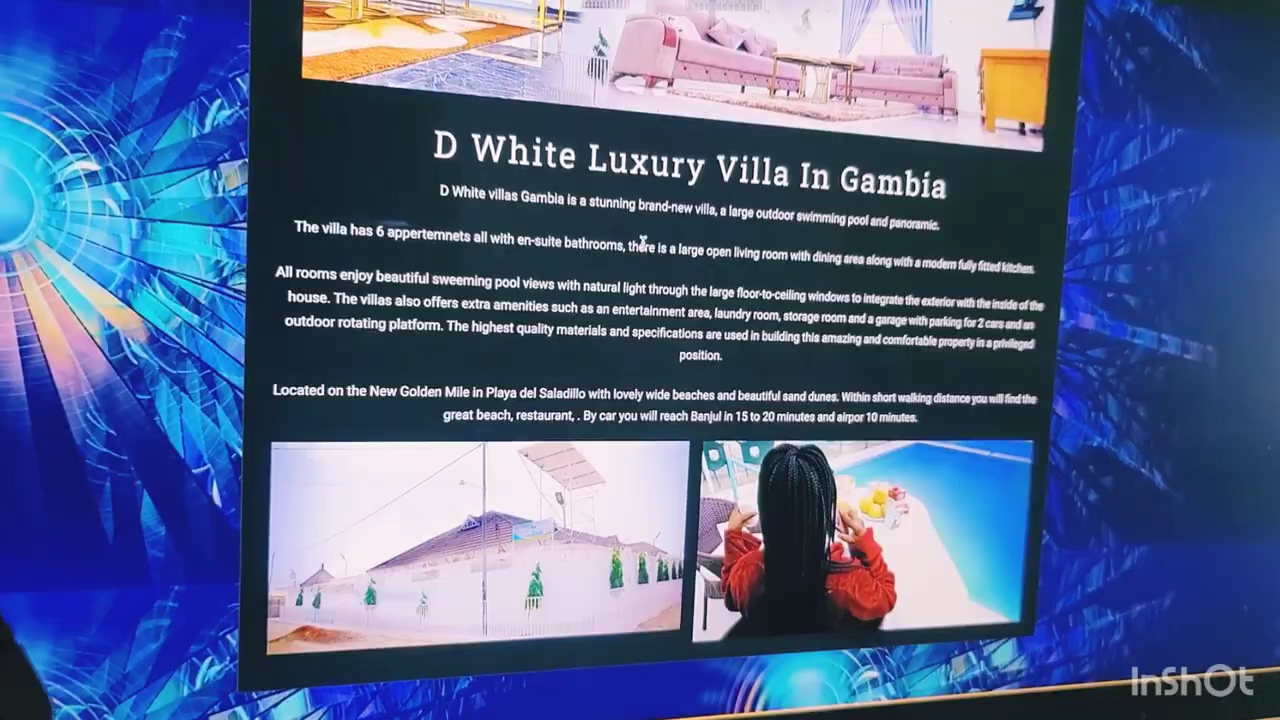 D White Luxury Villa In Gambia
D White villas Gambia is a stunning brand-new villa, a large outdoor swimming pool and panoramic.
The villa has 6 appertemnets all with en-suite bathrooms, there is a large open living room with dining area along with a modern fully fitted kitchen.
All rooms enjoy beautiful sweeming pool views with natural light through the large floor-to-ceiling windows to integrate the exterior with the inside of the
house. The villas also offers extra amenities such as an entertainment area, laundry room, storage room and a garage with parking for 2 cars and an
outdoor rotating platform. The highest quality materials and specifications are used in building this amazing and comfortable property in a privileged
position.
Located on the New Golden Mile in Playa del Saladillo with lovely wide beaches and beautiful sand dunes. Within short walking distance you will find the
great beach, restaurant, . By car you will reach Banjul in 15 to 20 minutes and airpor 10 minutes.
InShOt